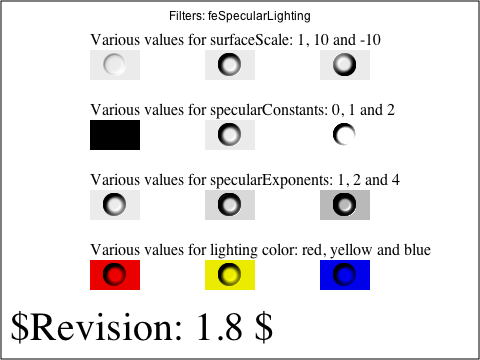 Filters: feSpecularLighting
Various values for surfaceScale: 1, 10 and -10
Various values for specularConstants: 0, 1 and 2
Various values for specularExponents: 1, 2 and 4
Various values for lighting color: red, yellow and blue
$Revision: 1.8 $